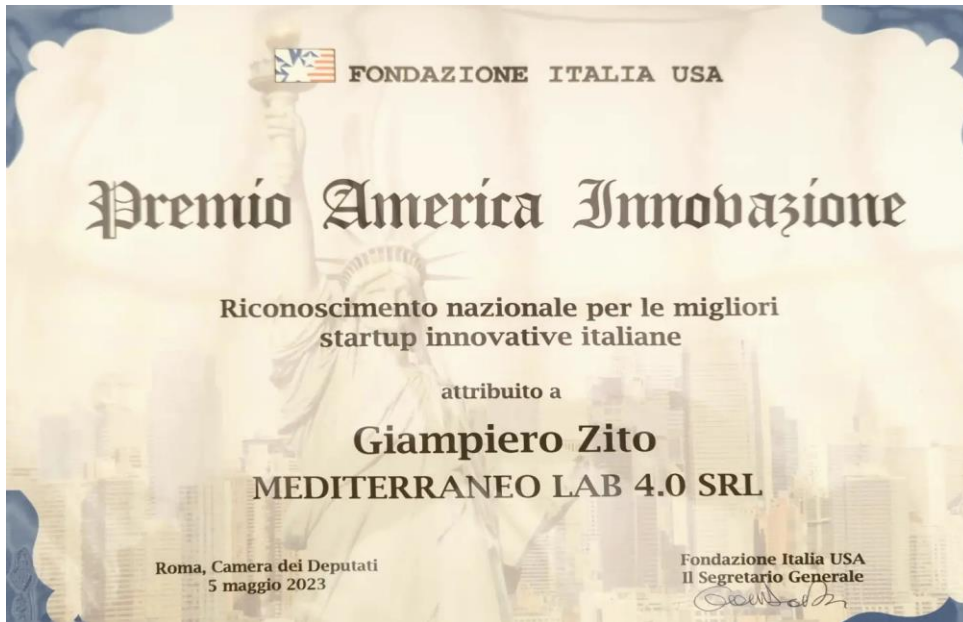 FONDAZIONE ITALIA USA
Premio America Innovazione
Riconoscimento nazionale per le migliori
startup innovative italiane
attribuito a
Giampiero Zito
MEDITERRANEO LAB 4.0 SRL
Roma, Camera dei Deputati
5 maggio 2023
Fondazione Italia USA
Il Segretario Generale